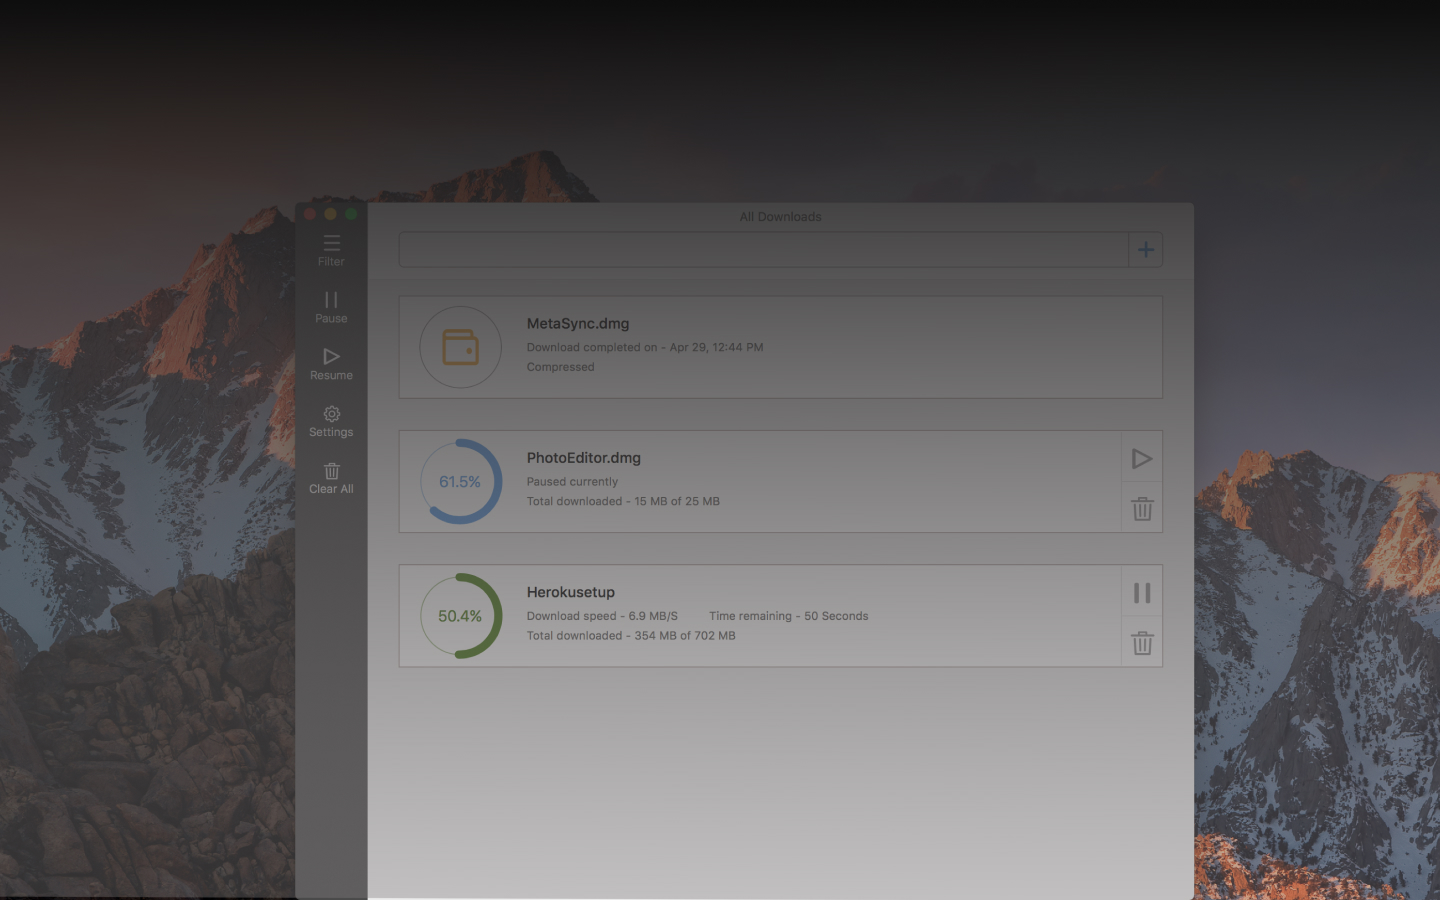 All Downloads
Filter
Pause
Resume
Settings
Clear All
MetaSync.dmg
Download completed on - Apr 29, 12:44 PM
Compressed
61.5%
PhotoEditor.dmg
Paused currently
Total downloaded - 15 MB of 25 MB
50.4%
Herokusetup
Download speed - 6.9 MB/S Time remaining - 50 Seconds
Total downloaded - 354 MB of 702 MB